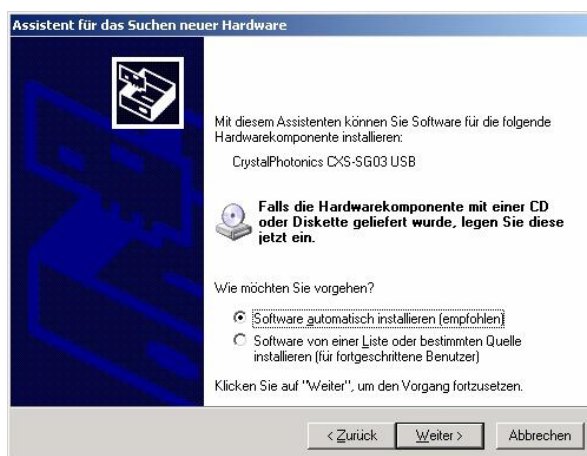 Assistent für das Suchen neuer Hardware
Mit diesem Assistenten können Sie Software für die folgende
Hardwarekomponente installieren:
CrystalPhotonics CXS-SG03 USB
Falls die Hardwarekomponente mit einer CD
oder Diskette geliefert wurde, legen Sie diese
jetzt ein.
Wie möchten Sie vorgehen?
Software automatisch installieren (empfohlen)
Software von einer Liste oder bestimmten Quelle
installieren (für fortgeschrittene Benutzer)
Klicken Sie auf "Weiter", um den Vorgang fortzusetzen.
< Zurück Weiter > Abbrechen